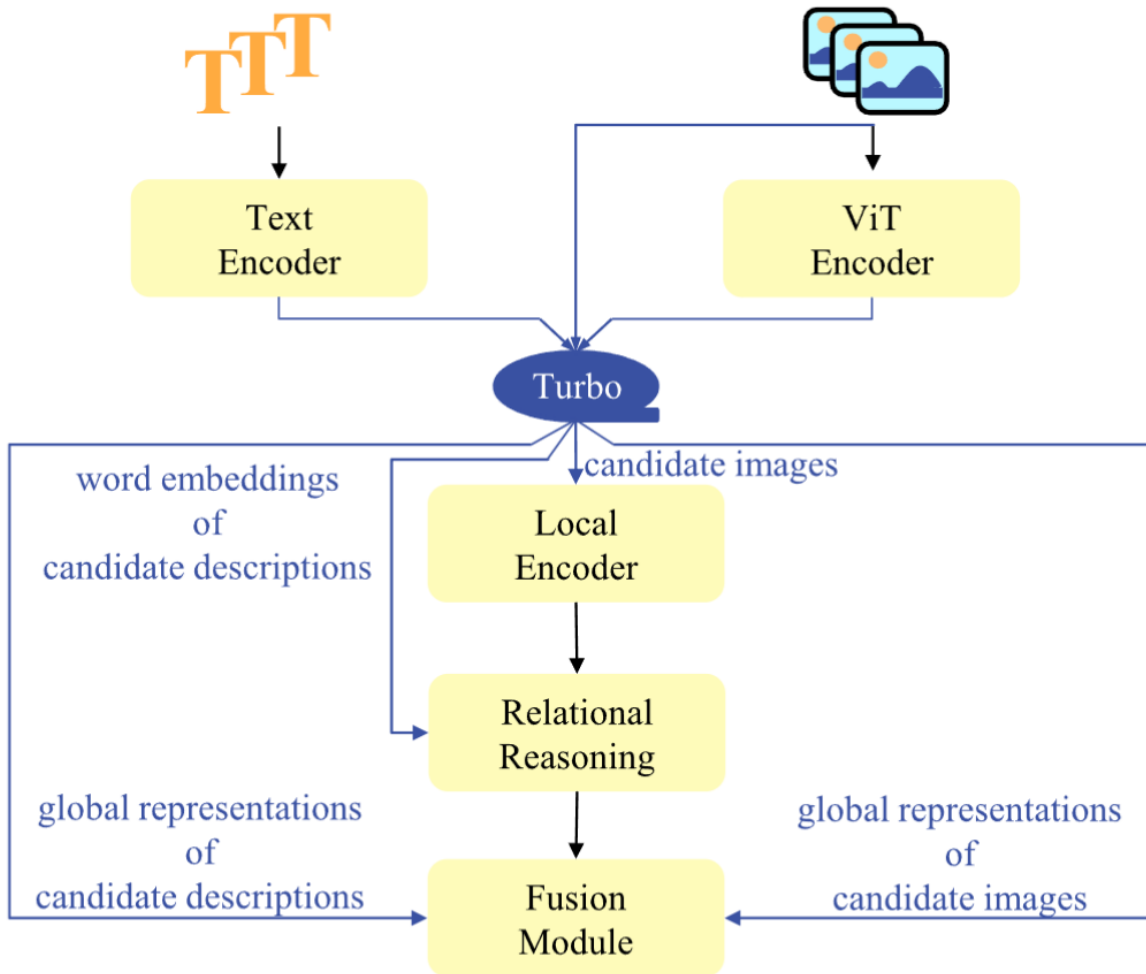 TTT
Text
Encoder
ViT
Encoder
Turbo
word embeddings
of
candidate descriptions
candidate images
Local
Encoder
Relational
Reasoning
global representations
of
candidate descriptions
global representations
of
candidate images
Fusion
Module